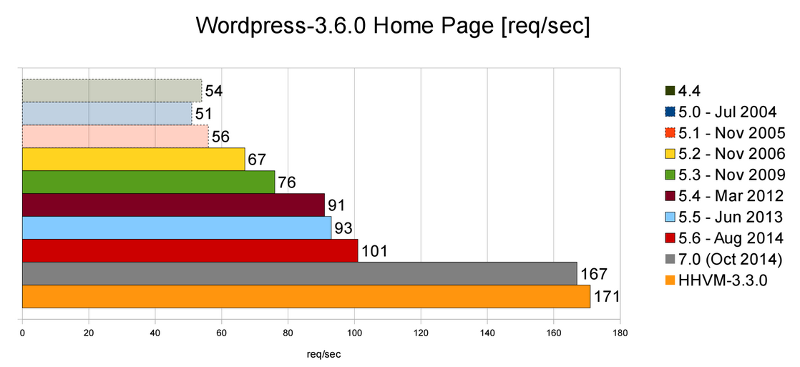 Wordpress-3.6.0 Home Page [req/sec]
54
51
56
67
76
91
93
101
167
171
0 20 40 60 80 100 120 140 160 180
req/sec
4.4
5.0 - Jul 2004
5.1 - Nov 2005
5.2 - Nov 2006
5.3 - Nov 2009
5.4 - Mar 2012
5.5 - Jun 2013
5.6 - Aug 2014
7.0 (Oct 2014)
HHVM-3.3.0